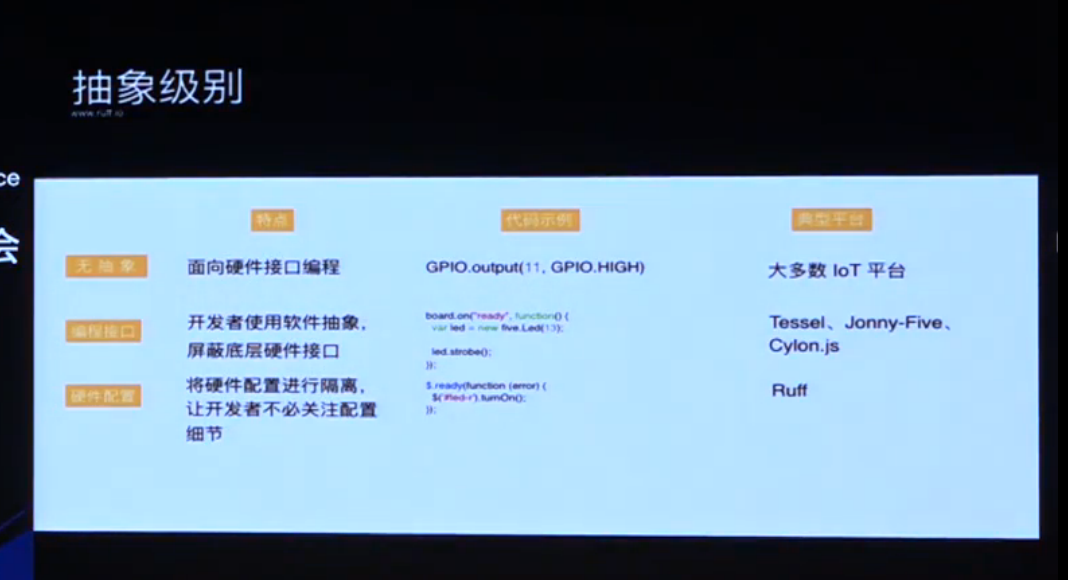 抽象级别
www.ruff.io
ce
会
特点
代码示例
典型平台
无抽象
面向硬件接口编程
GPIO.output(11, GPIO.HIGH)
大多数 IoT 平台
编程接口
开发者使用软件抽象,
屏蔽底层硬件接口
board.on("ready", function() {
var led = new five.Led(13);
led.strobe();
});
Tessel、Jonny-Five、
Cylon.js
硬件配置
将硬件配置进行隔离,
让开发者不必关注配置
细节
$.ready(function (error) {
$('#led-r').turnOn();
});
Ruff